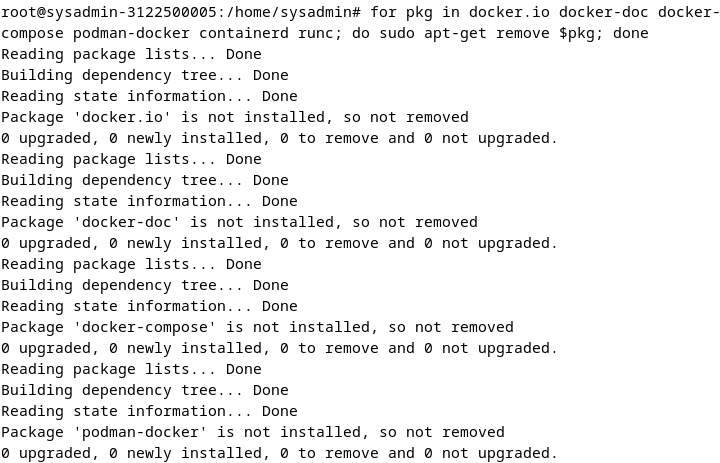 root@sysadmin-3122500005:/home/sysadmin# for pkg in docker.io docker-doc docker-
compose podman-docker containerd runc; do sudo apt-get remove $pkg; done
Reading package lists... Done
Building dependency tree... Done
Reading state information... Done
Package 'docker.io' is not installed, so not removed
0 upgraded, 0 newly installed, 0 to remove and 0 not upgraded.
Reading package lists... Done
Building dependency tree... Done
Reading state information... Done
Package 'docker-doc' is not installed, so not removed
0 upgraded, 0 newly installed, 0 to remove and 0 not upgraded.
Reading package lists... Done
Building dependency tree... Done
Reading state information... Done
Package 'docker-compose' is not installed, so not removed
0 upgraded, 0 newly installed, 0 to remove and 0 not upgraded.
Reading package lists... Done
Building dependency tree... Done
Reading state information... Done
Package 'podman-docker' is not installed, so not removed
0 upgraded, 0 newly installed, 0 to remove and 0 not upgraded.